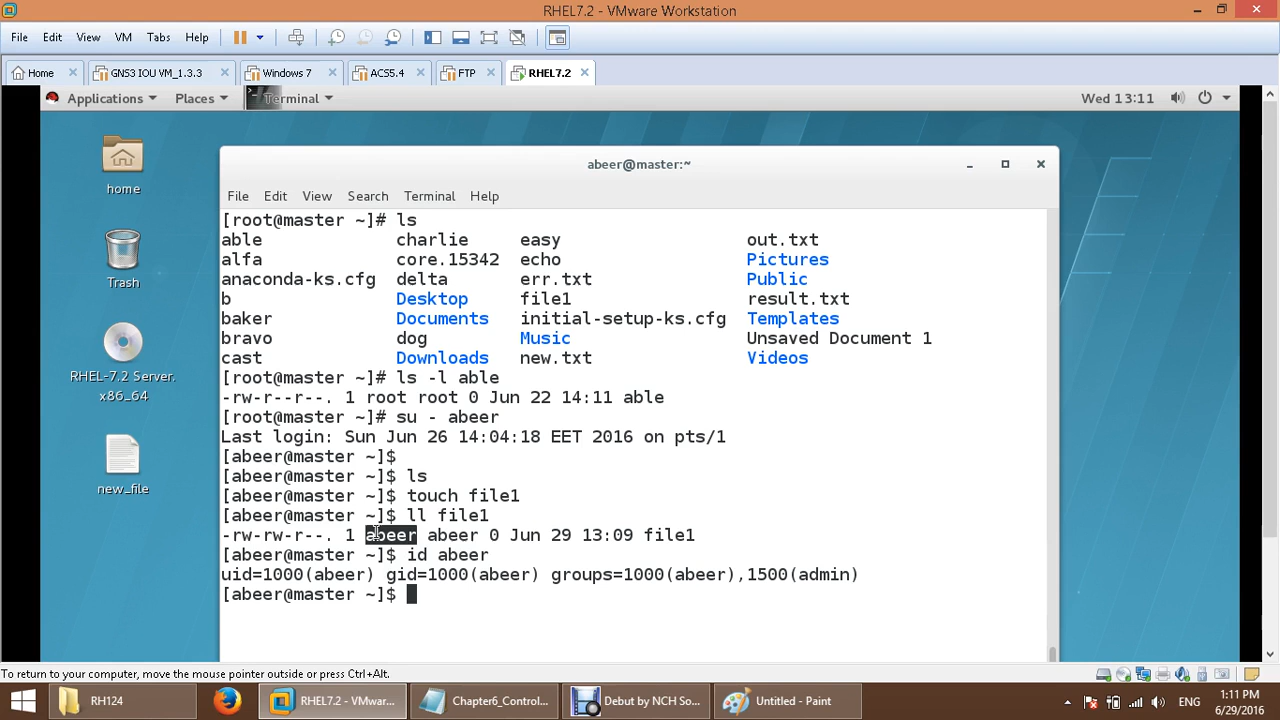 RHEL7.2 - VMware Workstation
File Edit View VM Tabs Help
Home GNS3 IOU VM_1.3.3 Windows 7 ACS5.4 FTP RHEL7.2
Applications Places Terminal Wed 13:11
home
Trash
RHEL-7.2 Server.
x86_64
new_file
abeer@master:~
File Edit View Search Terminal Help
[root@master ~]# ls
able charlie easy out.txt
alfa core.15342 echo Pictures
anaconda-ks.cfg delta err.txt Public
b Desktop file1 result.txt
baker Documents initial-setup-ks.cfg Templates
bravo dog Music Unsaved Document 1
cast Downloads new.txt Videos
[root@master ~]# ls -l able
-rw-r--r--. 1 root root 0 Jun 22 14:11 able
[root@master ~]# su - abeer
Last login: Sun Jun 26 14:04:18 EET 2016 on pts/1
[abeer@master ~]$
[abeer@master ~]$ ls
[abeer@master ~]$ touch file1
[abeer@master ~]$ ll file1
-rw-rw-r--. 1 abeer abeer 0 Jun 29 13:09 file1
[abeer@master ~]$ id abeer
uid=1000(abeer) gid=1000(abeer) groups=1000(abeer),1500(admin)
[abeer@master ~]$
To return to your computer, move the mouse pointer outside or press Ctrl+Alt.
RH124 RHEL7.2 - VMwar... Chapter6_Control... Debut by NCH So... Untitled - Paint ENG 1:11 PM
6/29/2016